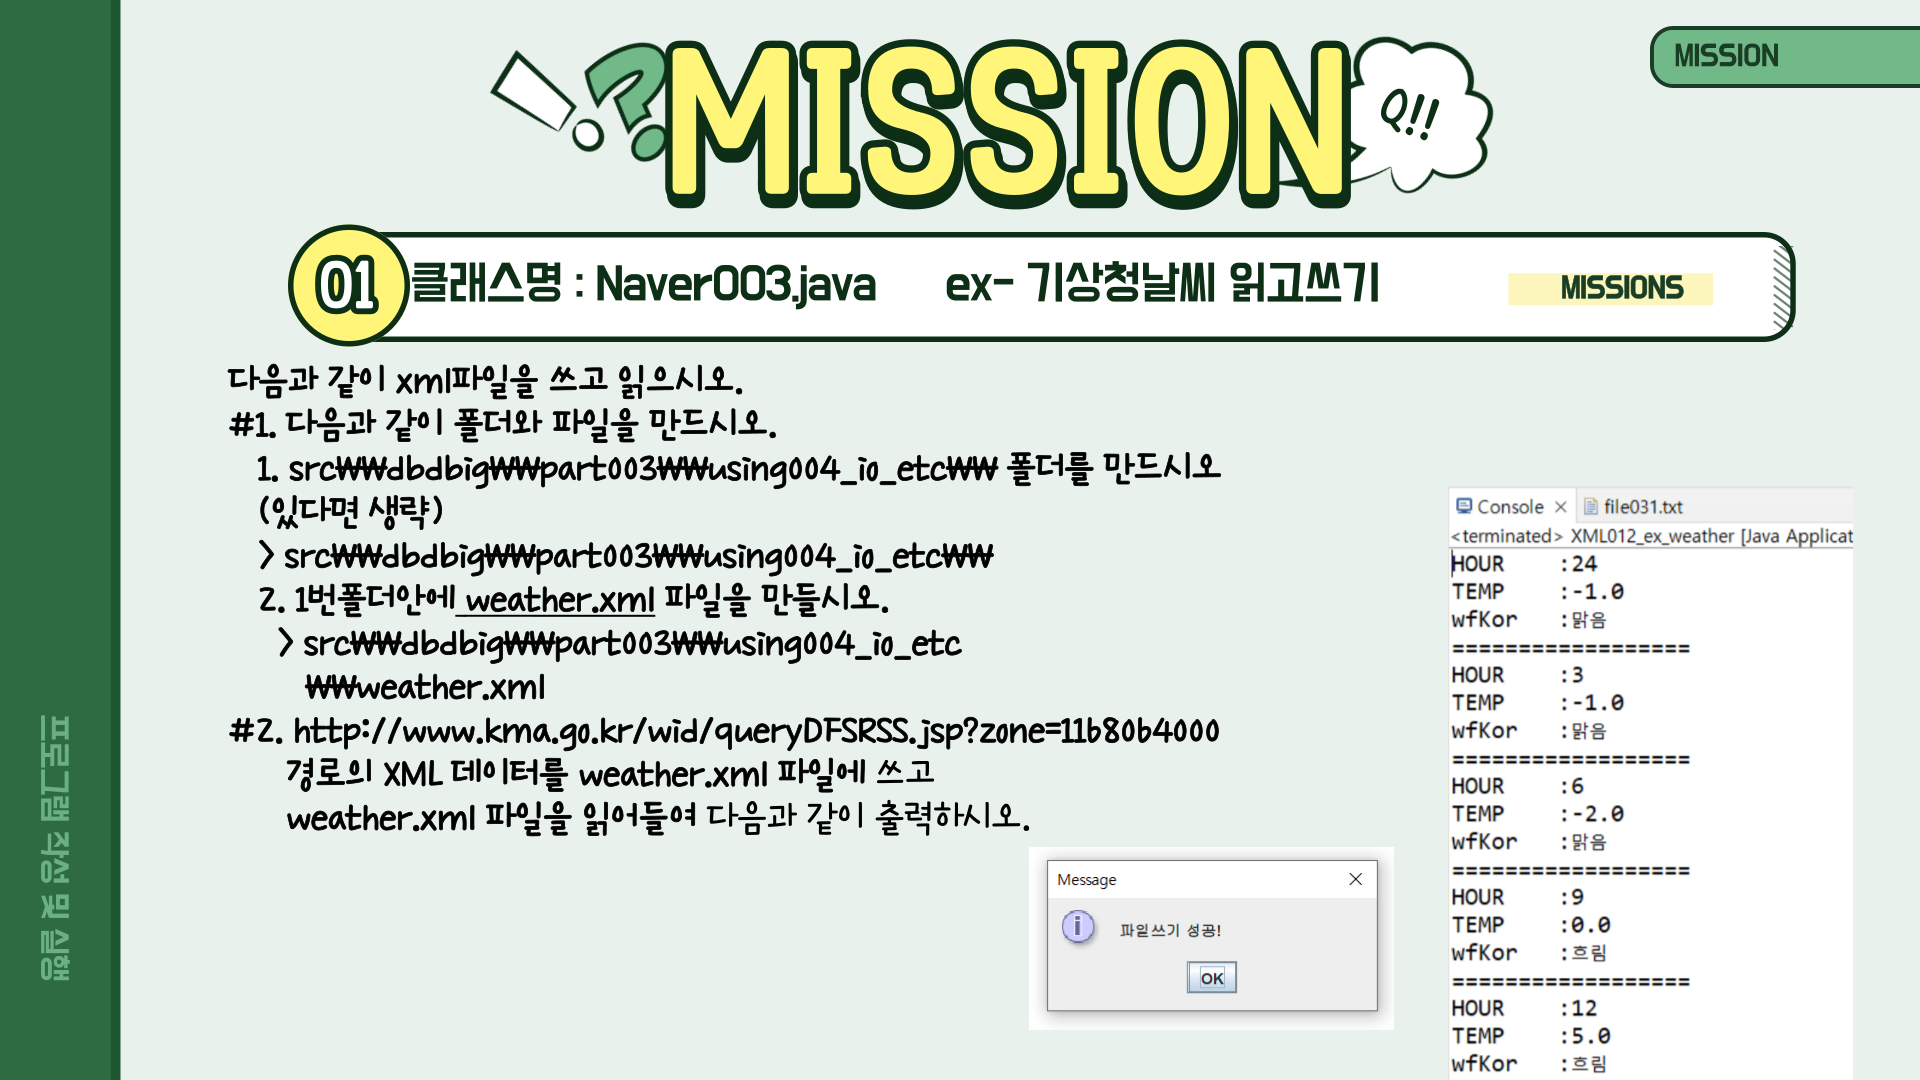 !?MISSION
Q!!
MISSION
01
클래스명 : Naver003.java ex- 기상청날씨 읽고쓰기
MISSIONS
다음과 같이 xml파일을 쓰고 읽으시오.
#1. 다음과 같이 폴더와 파일을 만드시오.
1. src₩₩dbdbig₩₩part003₩₩using004_io_etc₩₩ 폴더를 만드시오
(있다면 생략)
> src₩₩dbdbig₩₩part003₩₩using004_io_etc₩₩
2. 1번폴더안에 weather.xml 파일을 만들시오.
> src₩₩dbdbig₩₩part003₩₩using004_io_etc
₩₩weather.xml
#2. http://www.kma.go.kr/wid/queryDFSRSS.jsp?zone=11b80b4000
경로의 XML 데이터를 weather.xml 파일에 쓰고
weather.xml 파일을 읽어들여 다음과 같이 출력하시오.
Message
파일쓰기 성공!
OK
Console file031.txt
<terminated> XML012_ex_weather [Java Applicat
HOUR :24
TEMP :-1.0
wfKor :맑음
==================
HOUR :3
TEMP :-1.0
wfKor :맑음
==================
HOUR :6
TEMP :-2.0
wfKor :맑음
==================
HOUR :9
TEMP :0.0
wfKor :흐림
==================
HOUR :12
TEMP :5.0
wfKor :흐림
프로그램 작성 및 실행